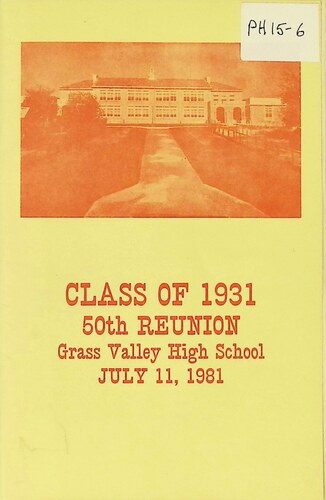 PH15-6
CLASS OF 1931
50th REUNION
Grass Valley High School
JULY 11, 1981